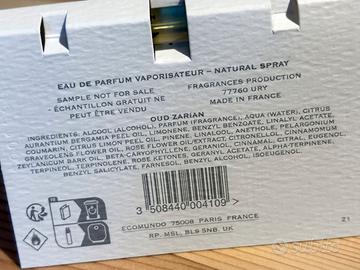 EAU DE PARFUM VAPORISATEUR – NATURAL SPRAY
SAMPLE NOT FOR SALE
- ÉCHANTILLON GRATUIT NE
PEUT ÊTRE VENDU
FRAGRANCES PRODUCTION
77760 URY
MADE IN FRANCE
OUD ZARIAN
INGREDIENTS: ALCOOL (ALCOHOL), PARFUM (FRAGRANCE), AQUA (WATER), CITRUS
AURANTIUM BERGAMIA PEEL OIL, LIMONENE, BENZYL BENZOATE, LINALYL ACETATE,
COUMARIN, CITRUS LIMON PEEL OIL, PINENE, LINALOOL, ANETHOLE, PELARGONIUM
GRAVEOLENS FLOWER OIL, ROSE FLOWER OIL/EXTRACT, CITRONELLOL, CINNAMOMUM
ZEYLANICUM BARK OIL, BETA-CARYOPHYLLENE, GERANIOL, CITRAL, CINNAMAL, EUGENOL,
TERPINEOL, TERPINOLENE, ROSE KETONES, GERANYL ACETATE, ALPHA-TERPINENE,
BENZYL SALICYLATE, FARNESOL, BENZYL ALCOHOL, ISOEUGENOL.
3 508440 004109 >
ECOMUNDO 75008 PARIS FRANCE
RP. MSL, BL9 5NB. UK
21